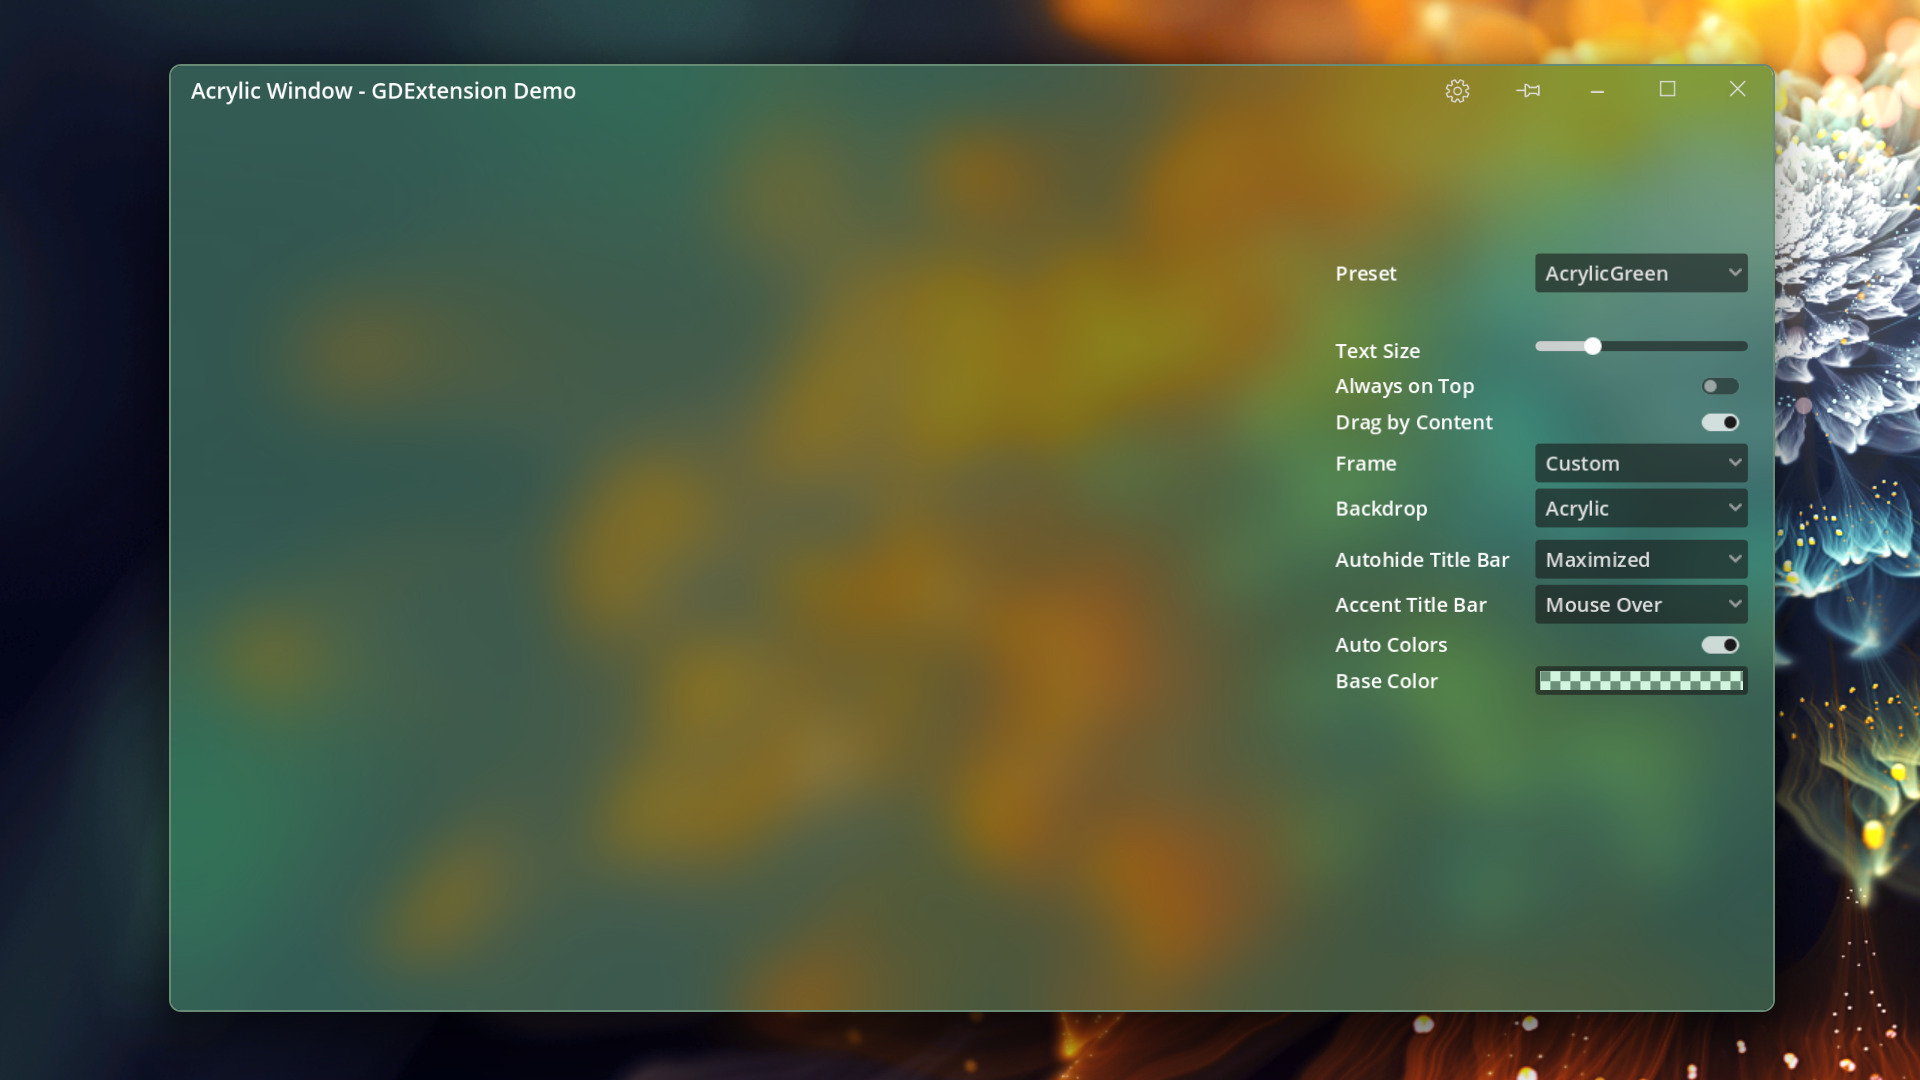 Acrylic Window - GDExtension Demo
Preset AcrylicGreen
Text Size
Always on Top
Drag by Content
Frame Custom
Backdrop Acrylic
Autohide Title Bar Maximized
Accent Title Bar Mouse Over
Auto Colors
Base Color